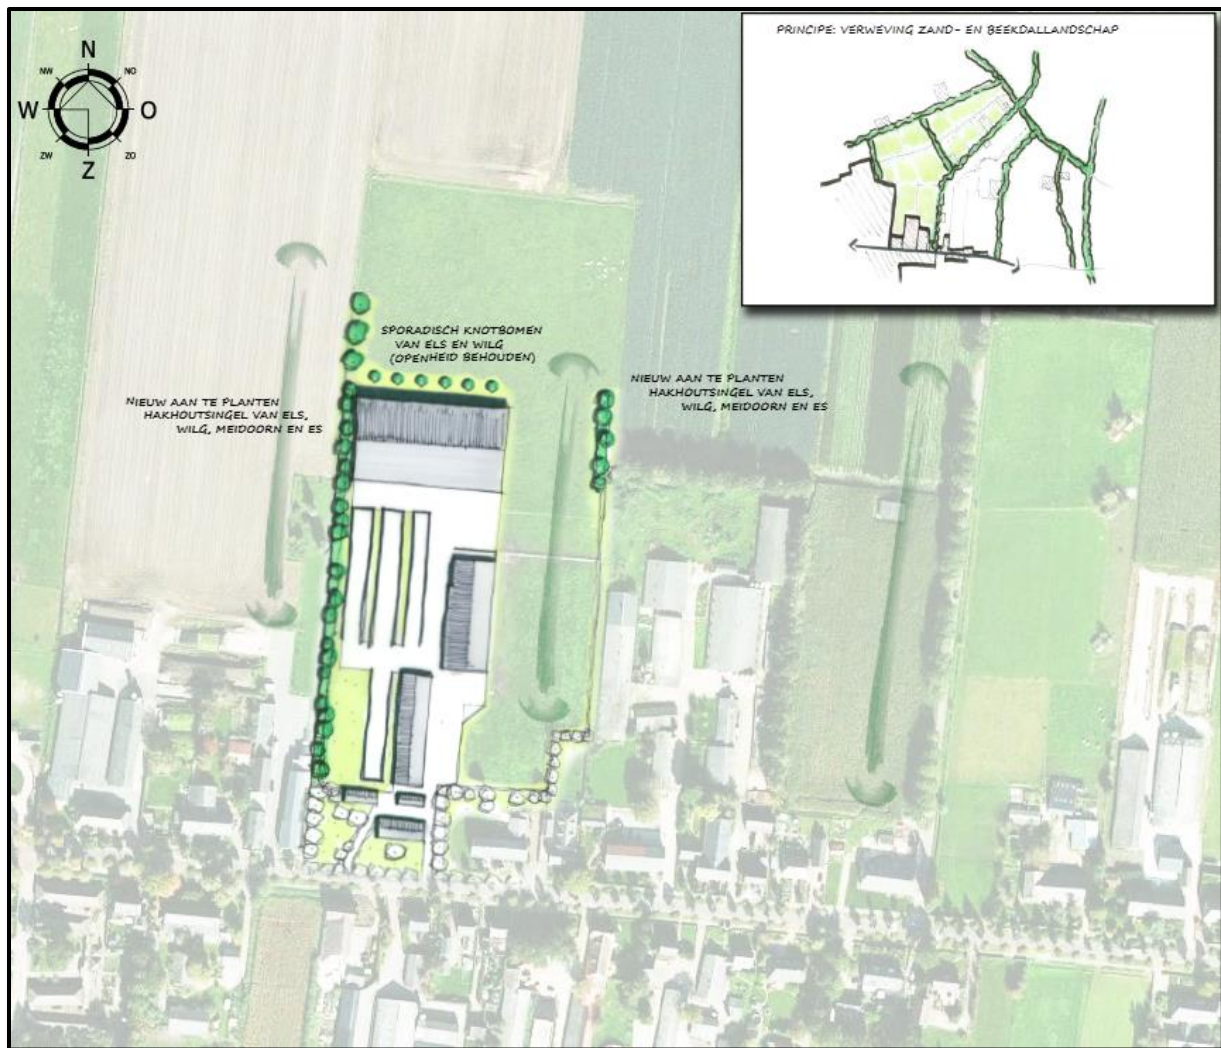 PRINCIPE: VERWEVING ZAND- EN BEEKDALLANDSCHAP
N
NW
NO
W
O
ZW
ZO
Z
SPORADISCH KNOTBOMEN
VAN ELS EN WILG
(OPENHEID BEHOUDEN)
NIEUW AAN TE PLANTEN
HAKHOUTSINGEL VAN ELS,
WILG, MEIDOORN EN ES
NIEUW AAN TE PLANTEN
HAKHOUTSINGEL VAN ELS,
WILG, MEIDOORN EN ES